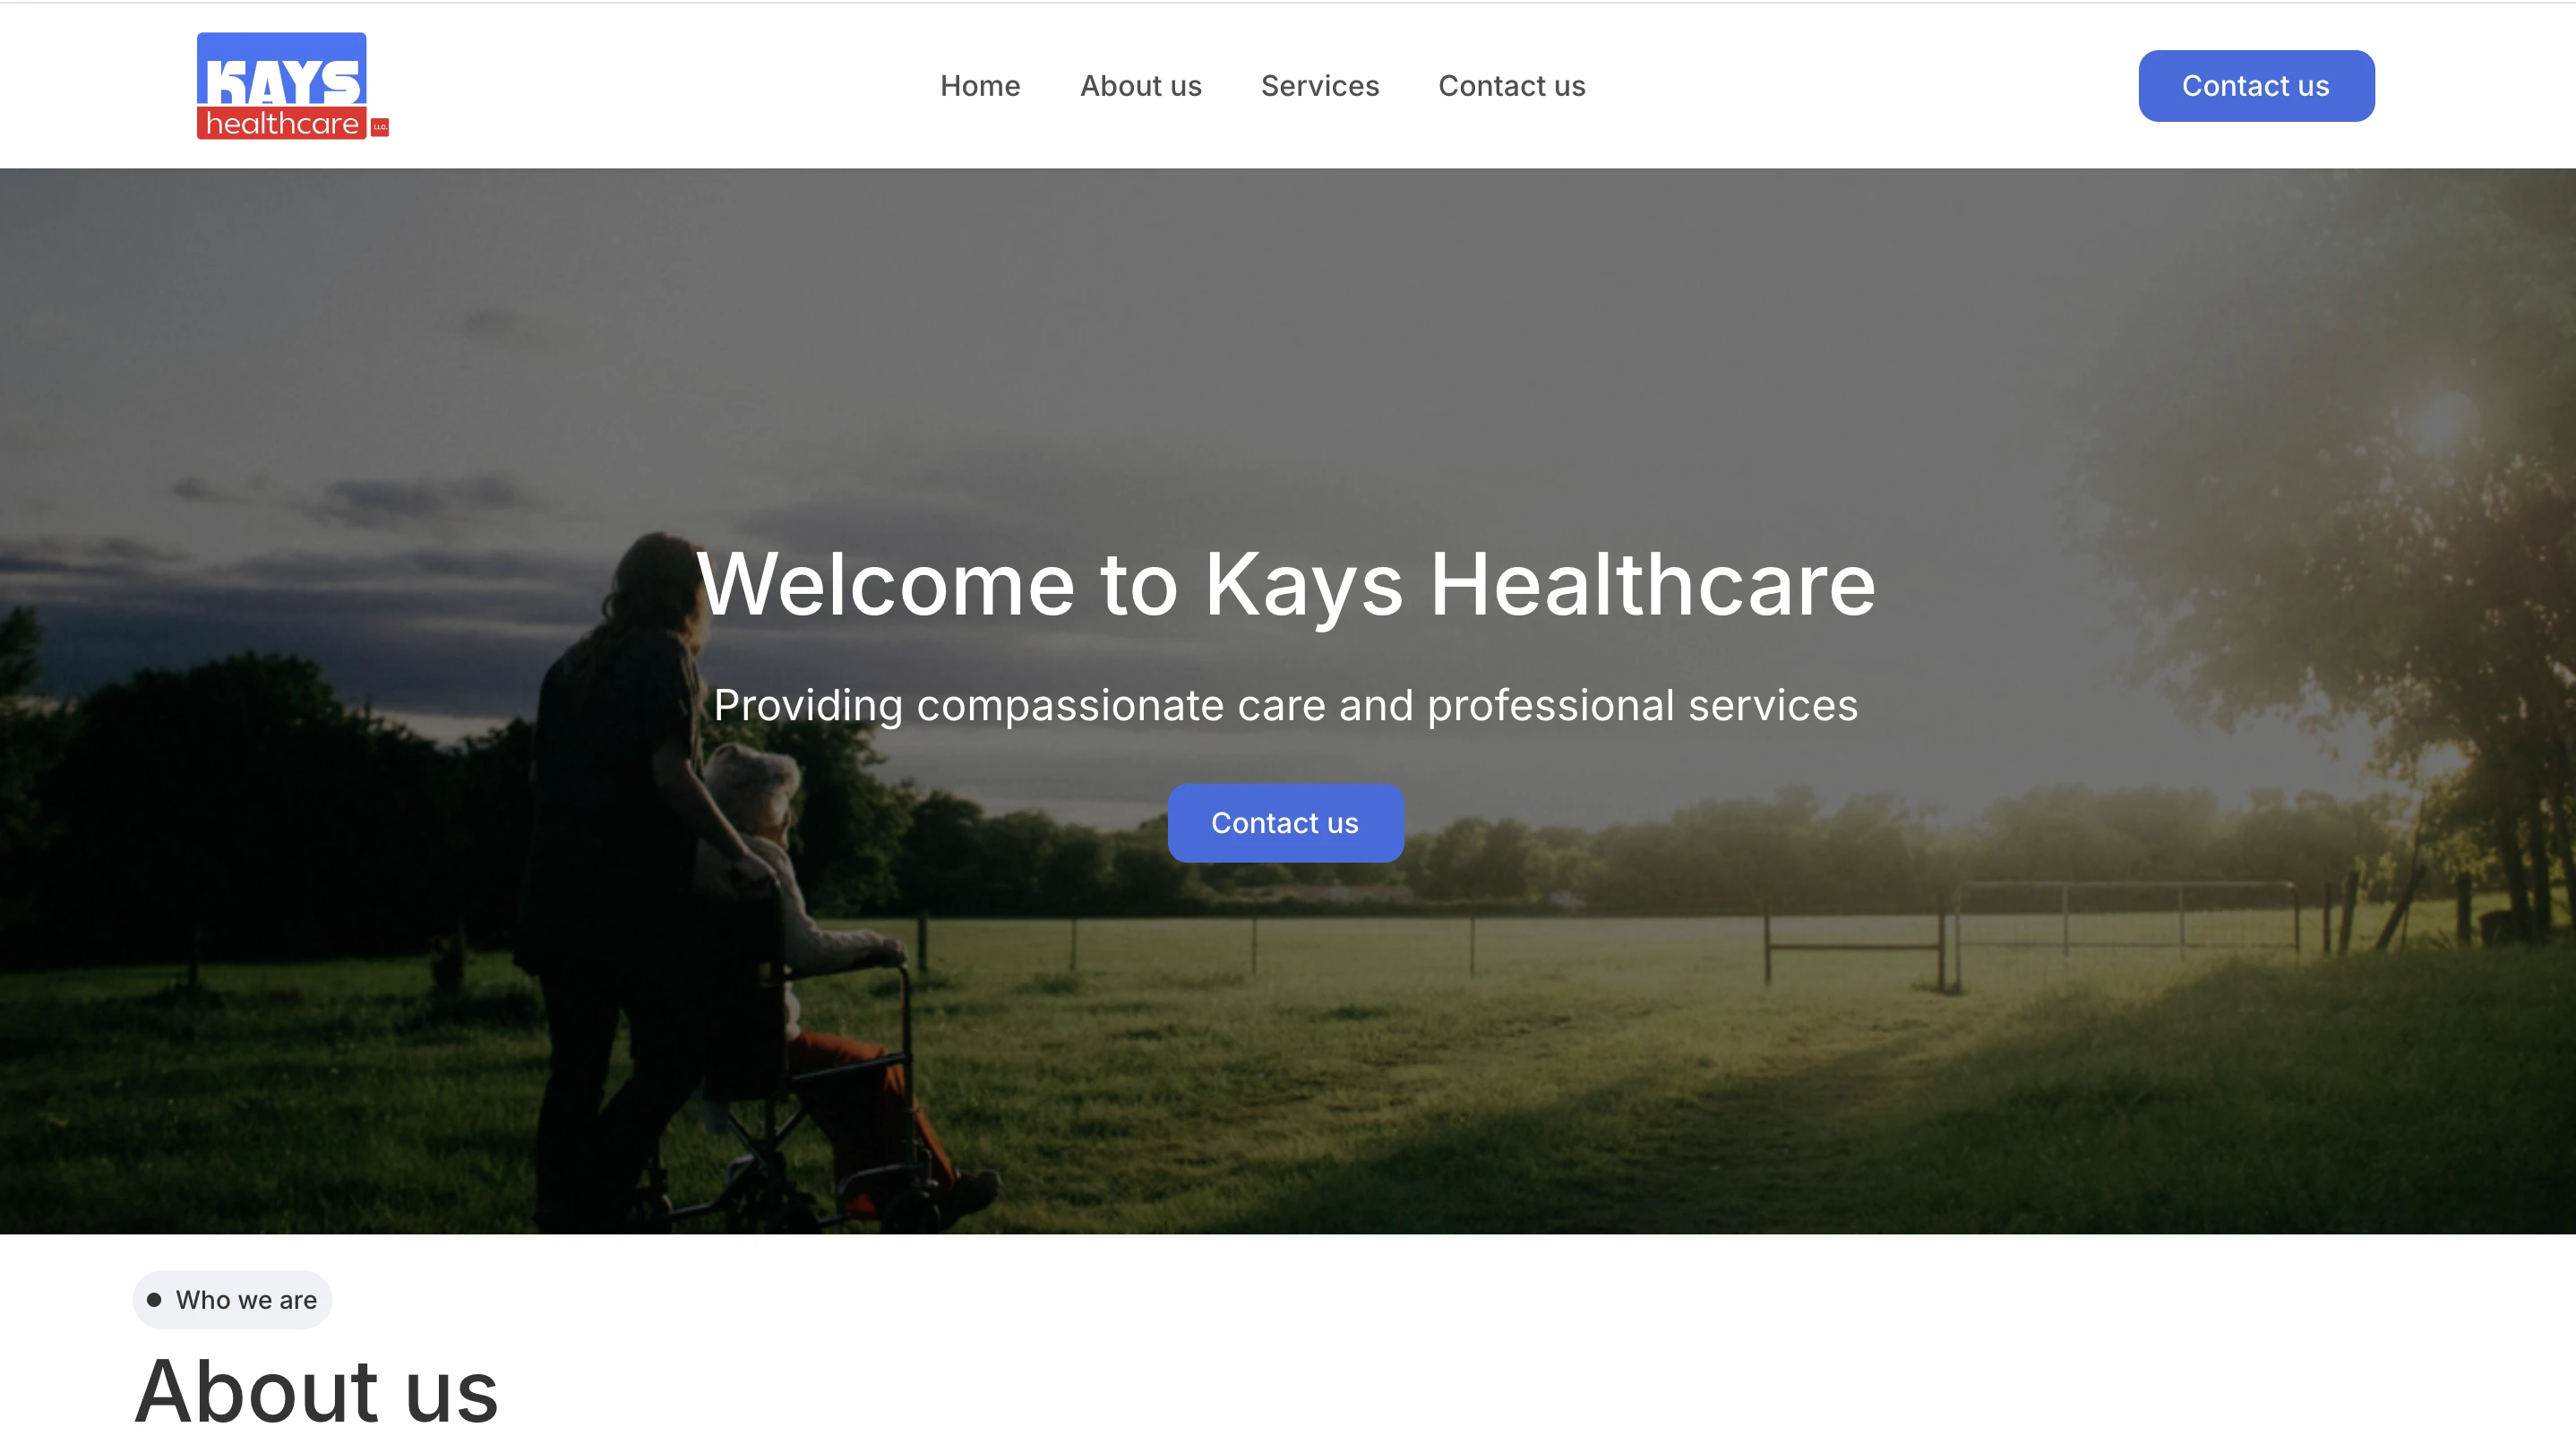 KAYS
healthcare LLC.
Home About us Services Contact us
Contact us
Welcome to Kays Healthcare
Providing compassionate care and professional services
Contact us
Who we are
About us